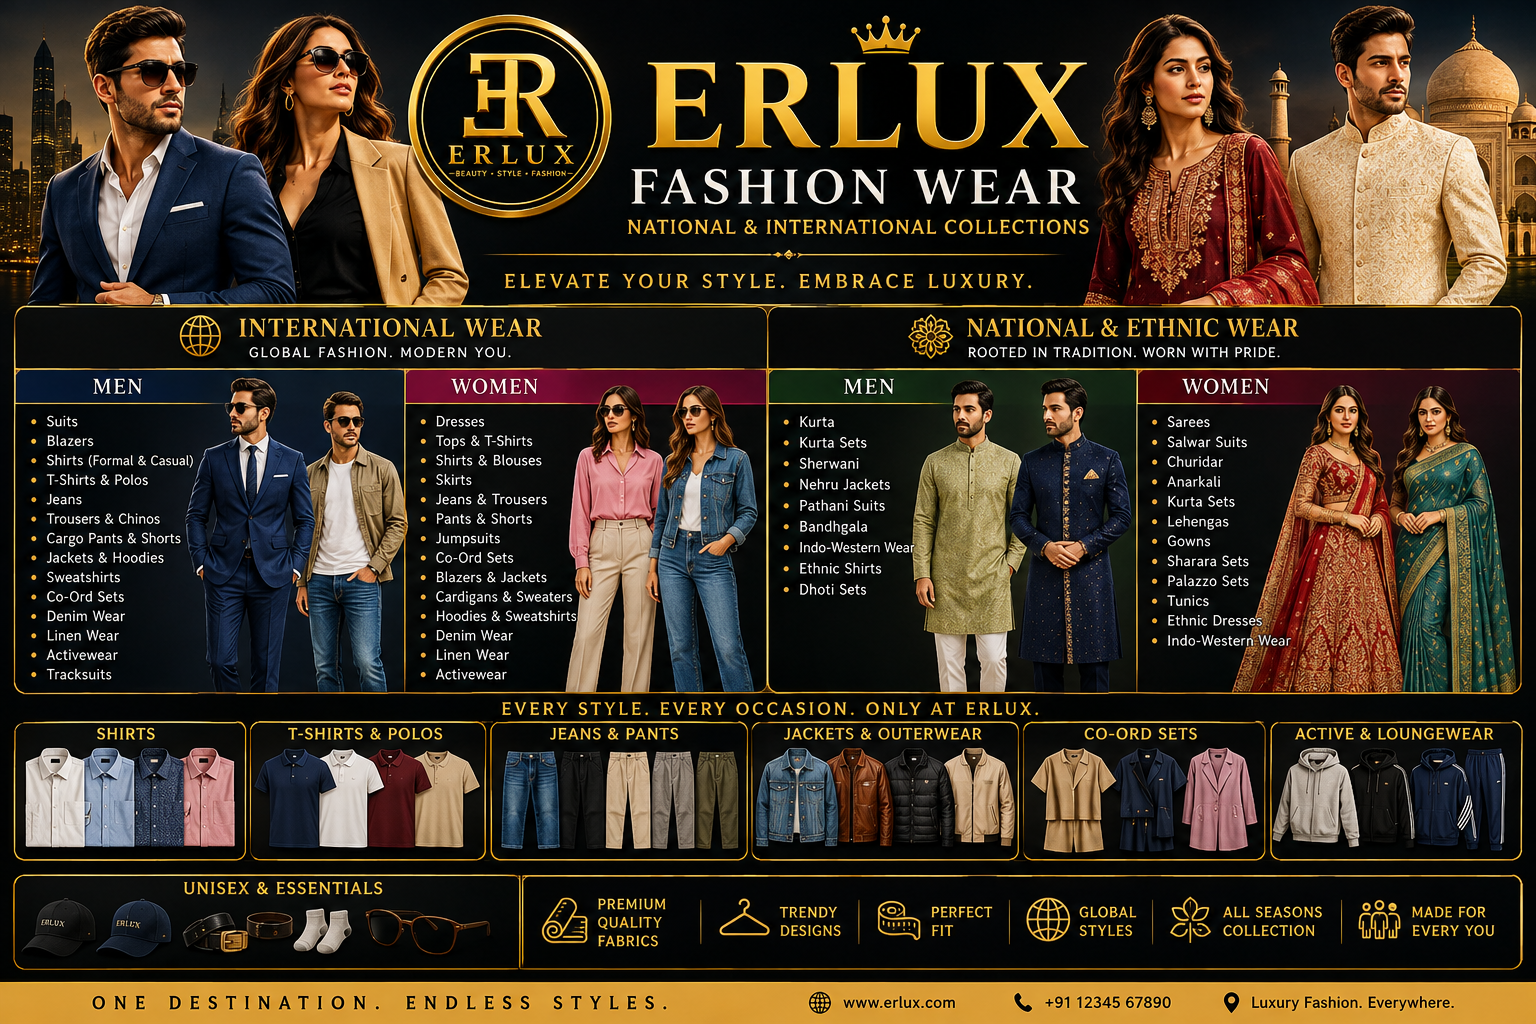 ER
ERLUX
BEAUTY • STYLE • FASHION
ERLUX
FASHION WEAR
NATIONAL & INTERNATIONAL COLLECTIONS
ELEVATE YOUR STYLE. EMBRACE LUXURY.
INTERNATIONAL WEAR
GLOBAL FASHION. MODERN YOU.
MEN
• Suits
• Blazers
• Shirts (Formal & Casual)
• T-Shirts & Polos
• Jeans
• Trousers & Chinos
• Cargo Pants & Shorts
• Jackets & Hoodies
• Sweatshirts
• Co-Ord Sets
• Denim Wear
• Linen Wear
• Activewear
• Tracksuits
WOMEN
• Dresses
• Tops & T-Shirts
• Shirts & Blouses
• Skirts
• Jeans & Trousers
• Pants & Shorts
• Jumpsuits
• Co-Ord Sets
• Blazers & Jackets
• Cardigans & Sweaters
• Hoodies & Sweatshirts
• Denim Wear
• Linen Wear
• Activewear
NATIONAL & ETHNIC WEAR
ROOTED IN TRADITION. WORN WITH PRIDE.
MEN
• Kurta
• Kurta Sets
• Sherwani
• Nehru Jackets
• Pathani Suits
• Bandhgala
• Indo-Western Wear
• Ethnic Shirts
• Dhoti Sets
WOMEN
• Sarees
• Salwar Suits
• Churidar
• Anarkali
• Kurta Sets
• Lehengas
• Gowns
• Sharara Sets
• Palazzo Sets
• Tunics
• Ethnic Dresses
• Indo-Western Wear
EVERY STYLE. EVERY OCCASION. ONLY AT ERLUX.
SHIRTS
T-SHIRTS & POLOS
JEANS & PANTS
JACKETS & OUTERWEAR
CO-ORD SETS
ACTIVE & LOUNGEWEAR
UNISEX & ESSENTIALS
ERLUX
ERLUX
PREMIUM
QUALITY
FABRICS
TRENDY
DESIGNS
PERFECT
FIT
GLOBAL
STYLES
ALL SEASONS
COLLECTION
MADE FOR
EVERY YOU
ONE DESTINATION. ENDLESS STYLES.
www.erlux.com
+91 12345 67890
Luxury Fashion. Everywhere.